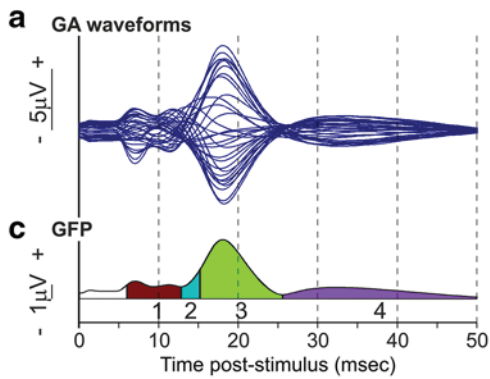 a GA waveforms
- 5µV +
c GFP
- 1µV +
1 2 3 4
0 10 20 30 40 50
Time post-stimulus (msec)